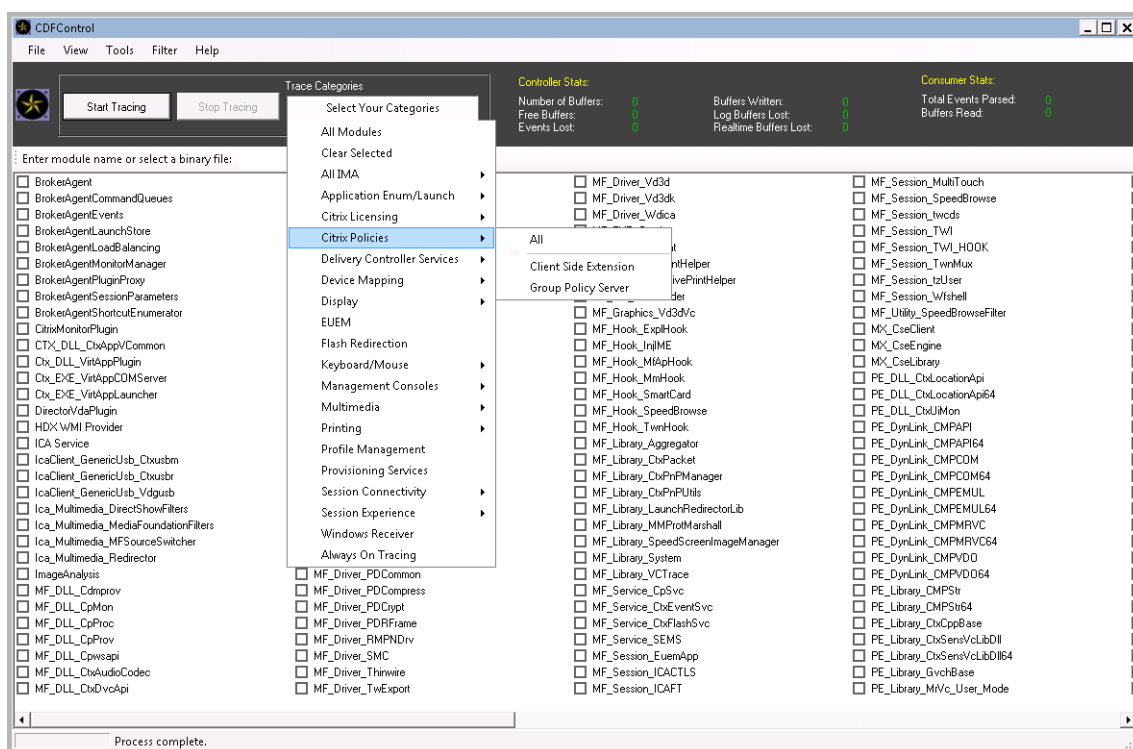 CDFControl
File View Tools Filter Help
Start Tracing
Stop Tracing
Trace Categories
Controller Stats:
Number of Buffers: 0
Free Buffers: 0
Events Lost: 0
Buffers Written: 0
Log Buffers Lost: 0
Realtime Buffers Lost: 0
Consumer Stats:
Total Events Parsed: 0
Buffers Read: 0
Enter module name or select a binary file:
Select Your Categories
All Modules
Clear Selected
All IMA
Application Enum/Launch
Citrix Licensing
Citrix Policies
Delivery Controller Services
Device Mapping
Display
EUEM
Flash Redirection
Keyboard/Mouse
Management Consoles
Multimedia
Printing
Profile Management
Provisioning Services
Session Connectivity
Session Experience
Windows Receiver
Always On Tracing
All
Client Side Extension
Group Policy Server
BrokerAgent
BrokerAgentCommandQueues
BrokerAgentEvents
BrokerAgentLaunchStore
BrokerAgentLoadBalancing
BrokerAgentMonitorManager
BrokerAgentPluginProxy
BrokerAgentSessionParameters
BrokerAgentShortcutEnumerator
CitrixMonitorPlugin
CTX_DLL_CtxAppVCommon
Ctx_DLL_VirtAppPlugin
Ctx_EXE_VirtAppCOMServer
Ctx_EXE_VirtAppLauncher
DirectorVdaPlugin
HDX WMI Provider
ICA Service
IcaClient_GenericUsb_Ctxusbm
IcaClient_GenericUsb_Ctxusbr
IcaClient_GenericUsb_Vdgusb
Ica_Multimedia_DirectShowFilters
Ica_Multimedia_MediaFoundationFilters
Ica_Multimedia_MFSourceSwitcher
Ica_Multimedia_Redirector
ImageAnalysis
MF_DLL_Cdmprov
MF_DLL_CpMon
MF_DLL_CpProc
MF_DLL_CpProv
MF_DLL_Cpwsapi
MF_DLL_CtxAudioCodec
MF_DLL_CtxDvcApi
MF_Driver_PDCommon
MF_Driver_PDCompress
MF_Driver_PDCrypt
MF_Driver_PDRFrame
MF_Driver_RMPNDrv
MF_Driver_SMC
MF_Driver_Thinwire
MF_Driver_TwExport
MF_Driver_Vd3d
MF_Driver_Vd3dk
MF_Driver_Wdica
ntHelper
ivePrintHelper
der
MF_Graphics_Vd3dVc
MF_Hook_ExplHook
MF_Hook_InjIME
MF_Hook_MfApHook
MF_Hook_MmHook
MF_Hook_SmartCard
MF_Hook_SpeedBrowse
MF_Hook_TwnHook
MF_Library_Aggregator
MF_Library_CtxPacket
MF_Library_CtxPnPManager
MF_Library_CtxPnPUtils
MF_Library_LaunchRedirectorLib
MF_Library_MMProtMarshall
MF_Library_SpeedScreenImageManager
MF_Library_System
MF_Library_VCTrace
MF_Service_CpSvc
MF_Service_CtxEventSvc
MF_Service_CtxFlashSvc
MF_Service_SEMS
MF_Session_EuemApp
MF_Session_ICACTLS
MF_Session_ICAFT
MF_Session_MultiTouch
MF_Session_SpeedBrowse
MF_Session_twcds
MF_Session_TWI
MF_Session_TWI_HOOK
MF_Session_TwnMux
MF_Session_tzUser
MF_Session_Wfshell
MF_Utility_SpeedBrowseFilter
MX_CseClient
MX_CseEngine
MX_CseLibrary
PE_DLL_CtxLocationApi
PE_DLL_CtxLocationApi64
PE_DLL_CtxUiMon
PE_DynLink_CMPAPI
PE_DynLink_CMPAPI64
PE_DynLink_CMPCOM
PE_DynLink_CMPCOM64
PE_DynLink_CMPEMUL
PE_DynLink_CMPEMUL64
PE_DynLink_CMPMRVC
PE_DynLink_CMPMRVC64
PE_DynLink_CMPVDO
PE_DynLink_CMPVDO64
PE_Library_CMPStr
PE_Library_CMPStr64
PE_Library_CtxCppBase
PE_Library_CtxSensVcLibDll
PE_Library_CtxSensVcLibDll64
PE_Library_GvchBase
PE_Library_MrVc_User_Mode
Process complete.